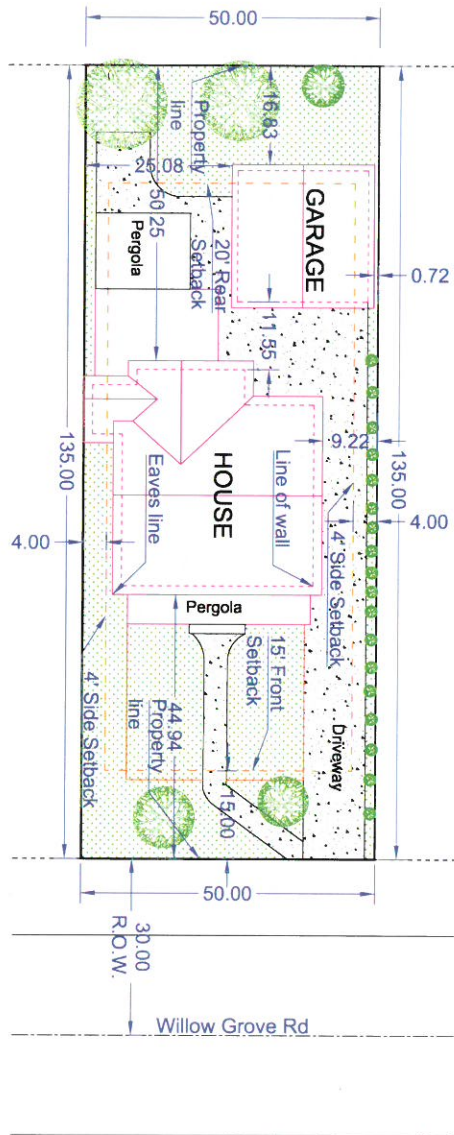 50.00
135.00
135.00
16.83
Property
line
25.08
50.25
20' Rear
Setback
Pergola
GARAGE
0.72
11.55
HOUSE
Line of wall
Eaves line
9.22
4.00
4' Side Setback
4.00
4' Side Setback
Pergola
15' Front
Setback
Driveway
44.94
Property
line
15.00
50.00
30.00
R.O.W.
Willow Grove Rd